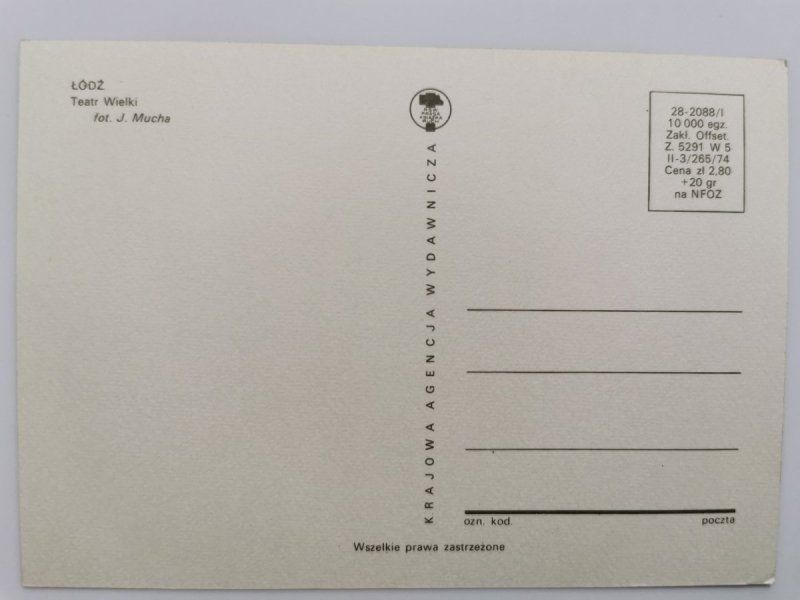 ŁÓDŹ
Teatr Wielki
fot. J. Mucha
KRAJOWA AGENCJA WYDAWNICZA
28-2088/I
10 000 egz.
Zakł. Offset.
Z. 5291 W 5
II-3/265/74
Cena zł 2,80
+20 gr
na NFOZ
ozn. kod.
poczta
Wszelkie prawa zastrzeżone